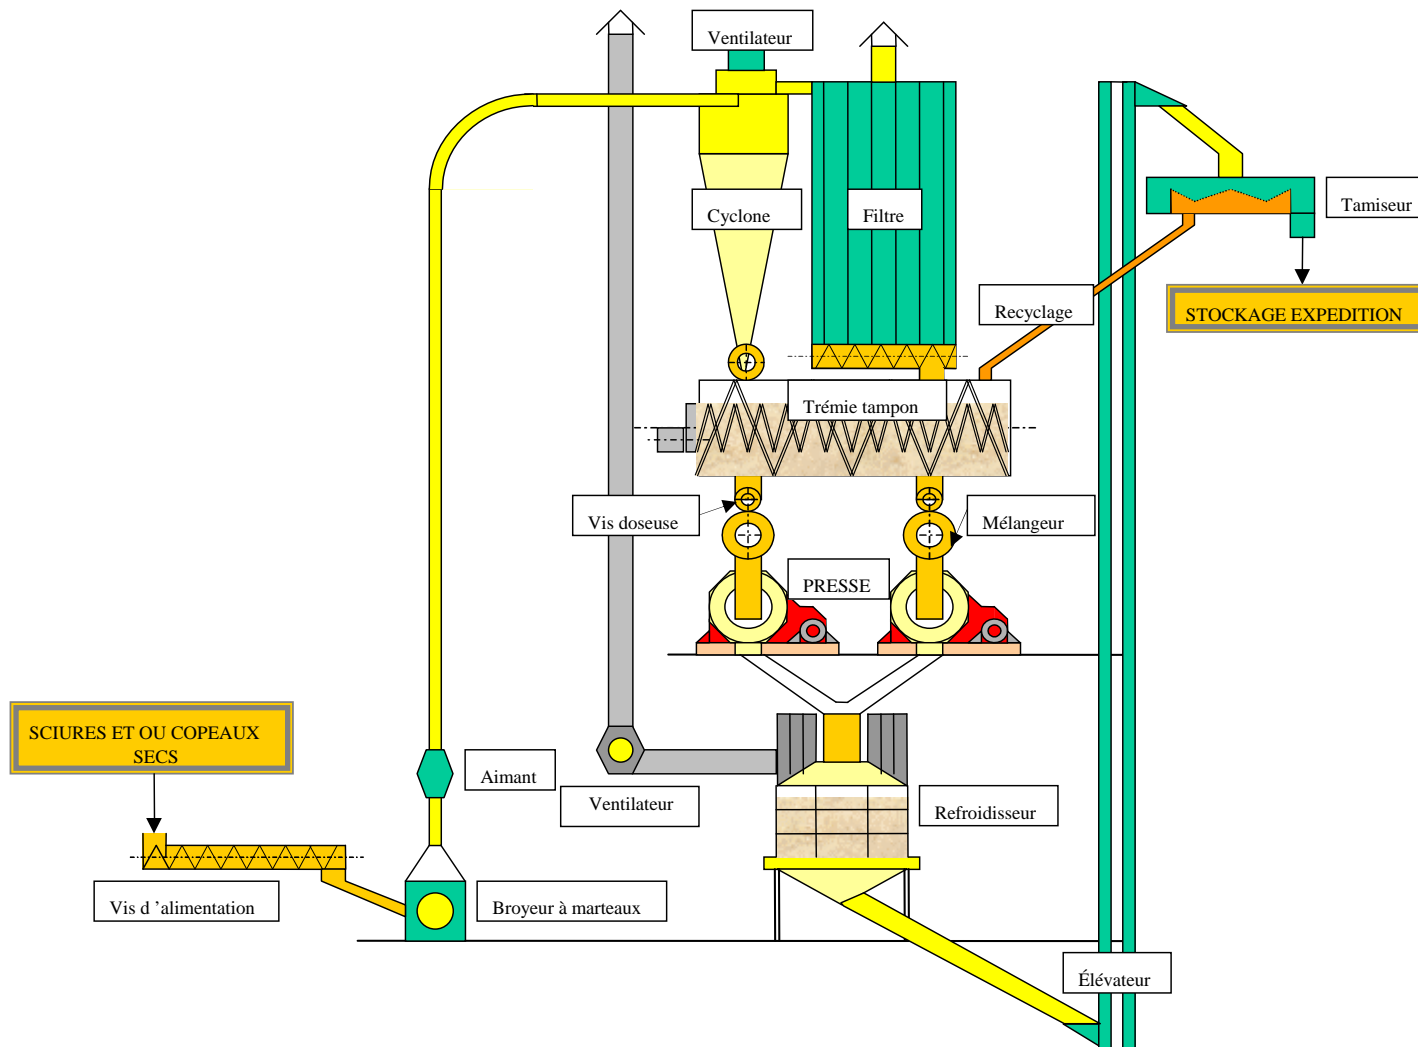 Ventilateur
Cyclone
Filtre
Tamiseur
Recyclage
STOCKAGE EXPEDITION
Trémie tampon
Vis doseuse
Mélangeur
PRESSE
SCIURES ET OU COPEAUX
SECS
Aimant
Ventilateur
Refroidisseur
Vis d ’alimentation
Broyeur à marteaux
Élévateur